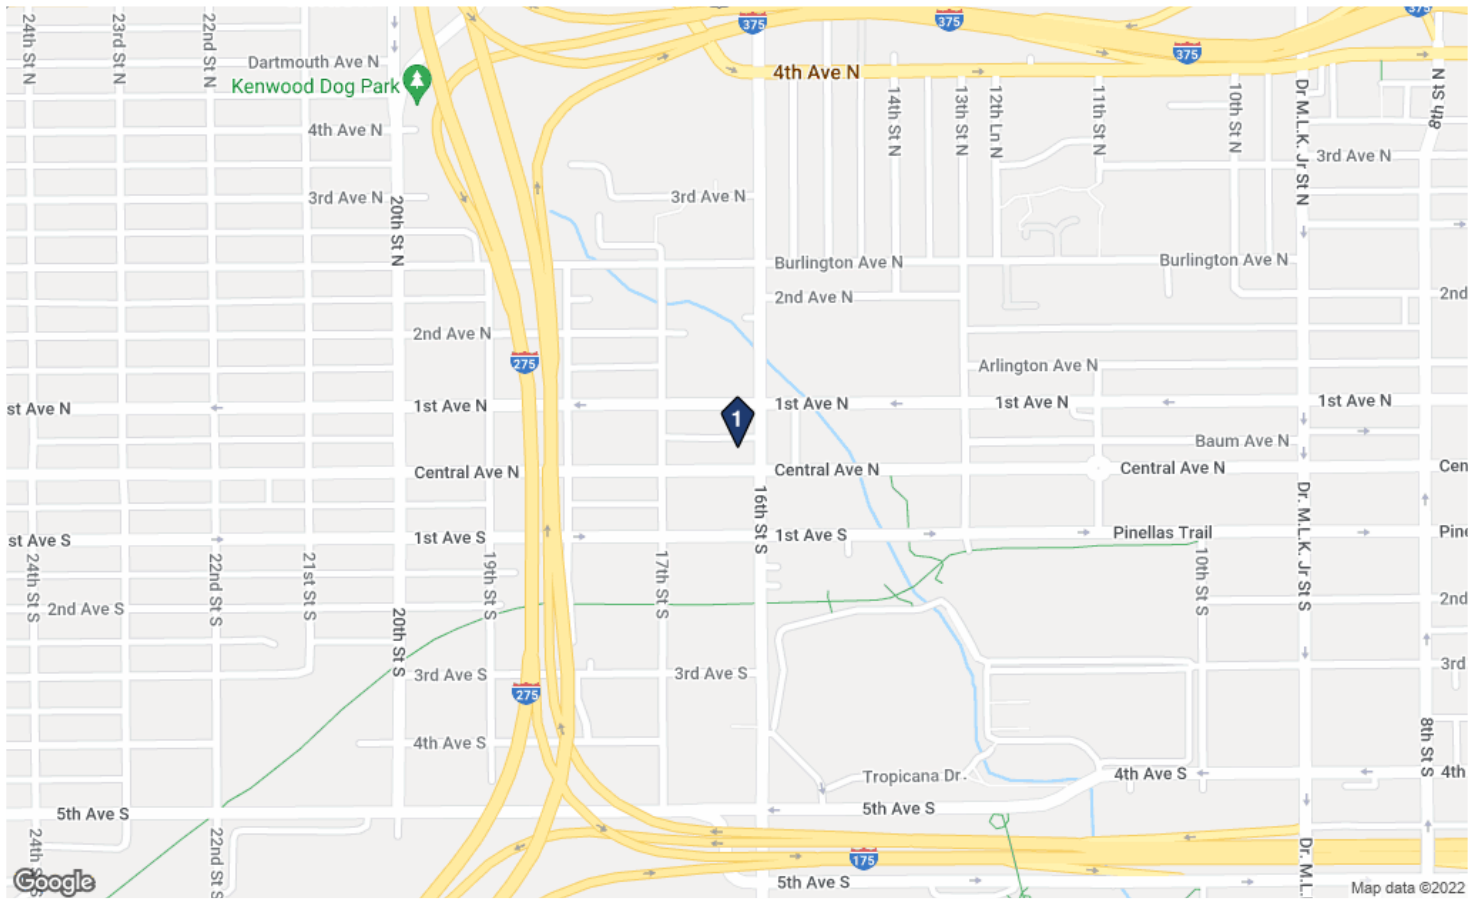 24th St N
23rd St N
22nd St N
375
375
375
375
Dartmouth Ave N
Kenwood Dog Park
4th Ave N
4th Ave N
14th St N
13th St N
12th Ln N
11th St N
10th St N
Dr M.L.K. Jr St N
8th St N
3rd Ave N
3rd Ave N
3rd Ave N
20th St N
Burlington Ave N
Burlington Ave N
2nd Ave N
2nd
2nd Ave N
275
Arlington Ave N
st Ave N
1st Ave N
1
1st Ave N
1st Ave N
1st Ave N
Baum Ave N
Central Ave N
Central Ave N
Central Ave N
Cen
16th St S
Dr. M.L.K. Jr St S
st Ave S
1st Ave S
1st Ave S
Pinellas Trail
Pine
24th St S
22nd St S
21st St S
19th St S
17th St S
10th St S
2nd Ave S
2nd
20th St S
3rd Ave S
3rd Ave S
3rd
275
4th Ave S
8th St S
Tropicana Dr
4th Ave S
4th
5th Ave S
5th Ave S
24th S
22nd St S
175
Dr. M.L.
5th Ave S
Google
Map data ©2022